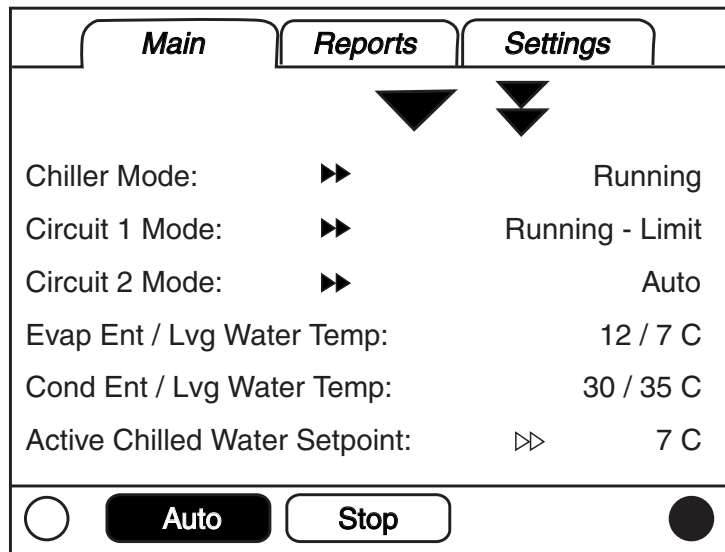 Main Reports Settings
Chiller Mode: Running
Circuit 1 Mode: Running - Limit
Circuit 2 Mode: Auto
Evap Ent / Lvg Water Temp: 12 / 7 C
Cond Ent / Lvg Water Temp: 30 / 35 C
Active Chilled Water Setpoint: 7 C
Auto Stop